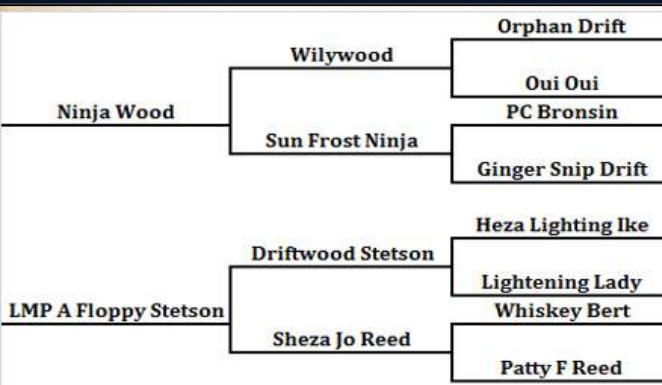 Orphan Drift
Wilywood
Oui Oui
Ninja Wood
PC Bronsin
Sun Frost Ninja
Ginger Snip Drift
Heza Lighting Ike
Driftwood Stetson
Lightening Lady
LMP A Floppy Stetson
Whiskey Bert
Sheza Jo Reed
Patty F Reed